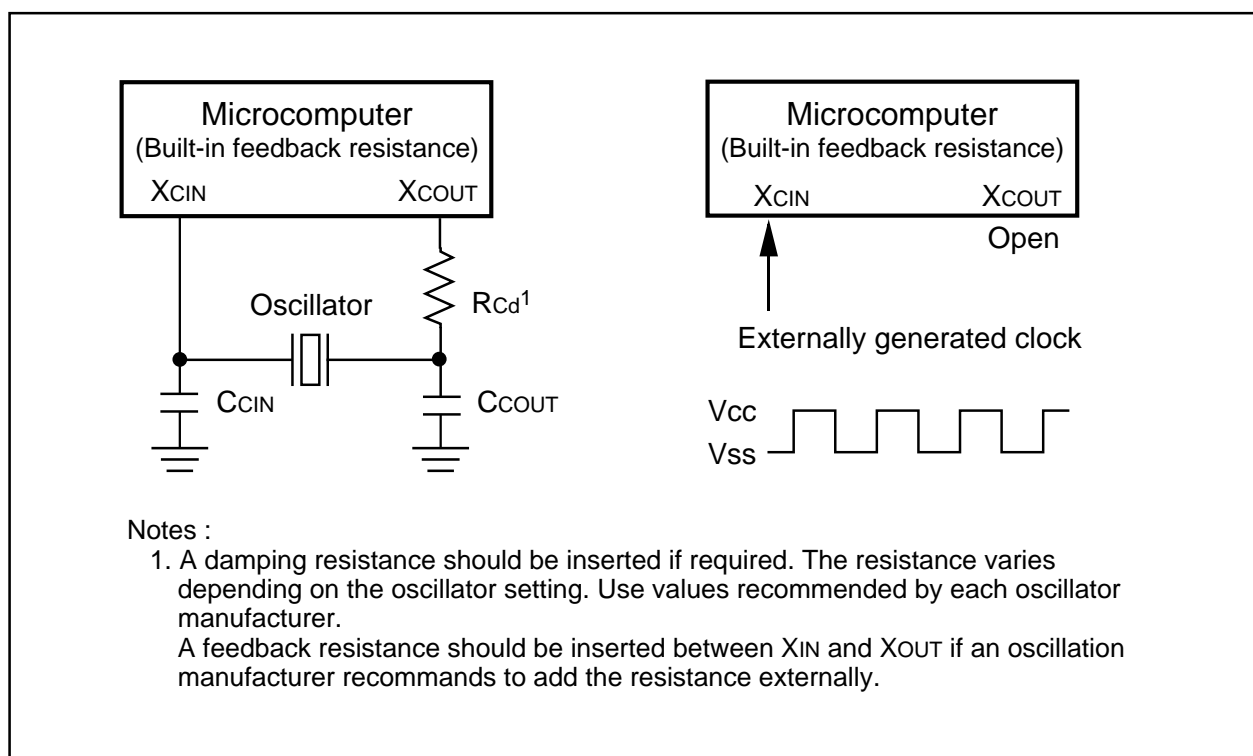 Microcomputer
(Built-in feedback resistance)
XCIN XCOUT
Oscillator
RCd1
CCIN
CCOUT
Microcomputer
(Built-in feedback resistance)
XCIN XCOUT
Open
Externally generated clock
Vcc
Vss
Notes :
1. A damping resistance should be inserted if required. The resistance varies
depending on the oscillator setting. Use values recommended by each oscillator
manufacturer.
A feedback resistance should be inserted between XIN and XOUT if an oscillation
manufacturer recommands to add the resistance externally.